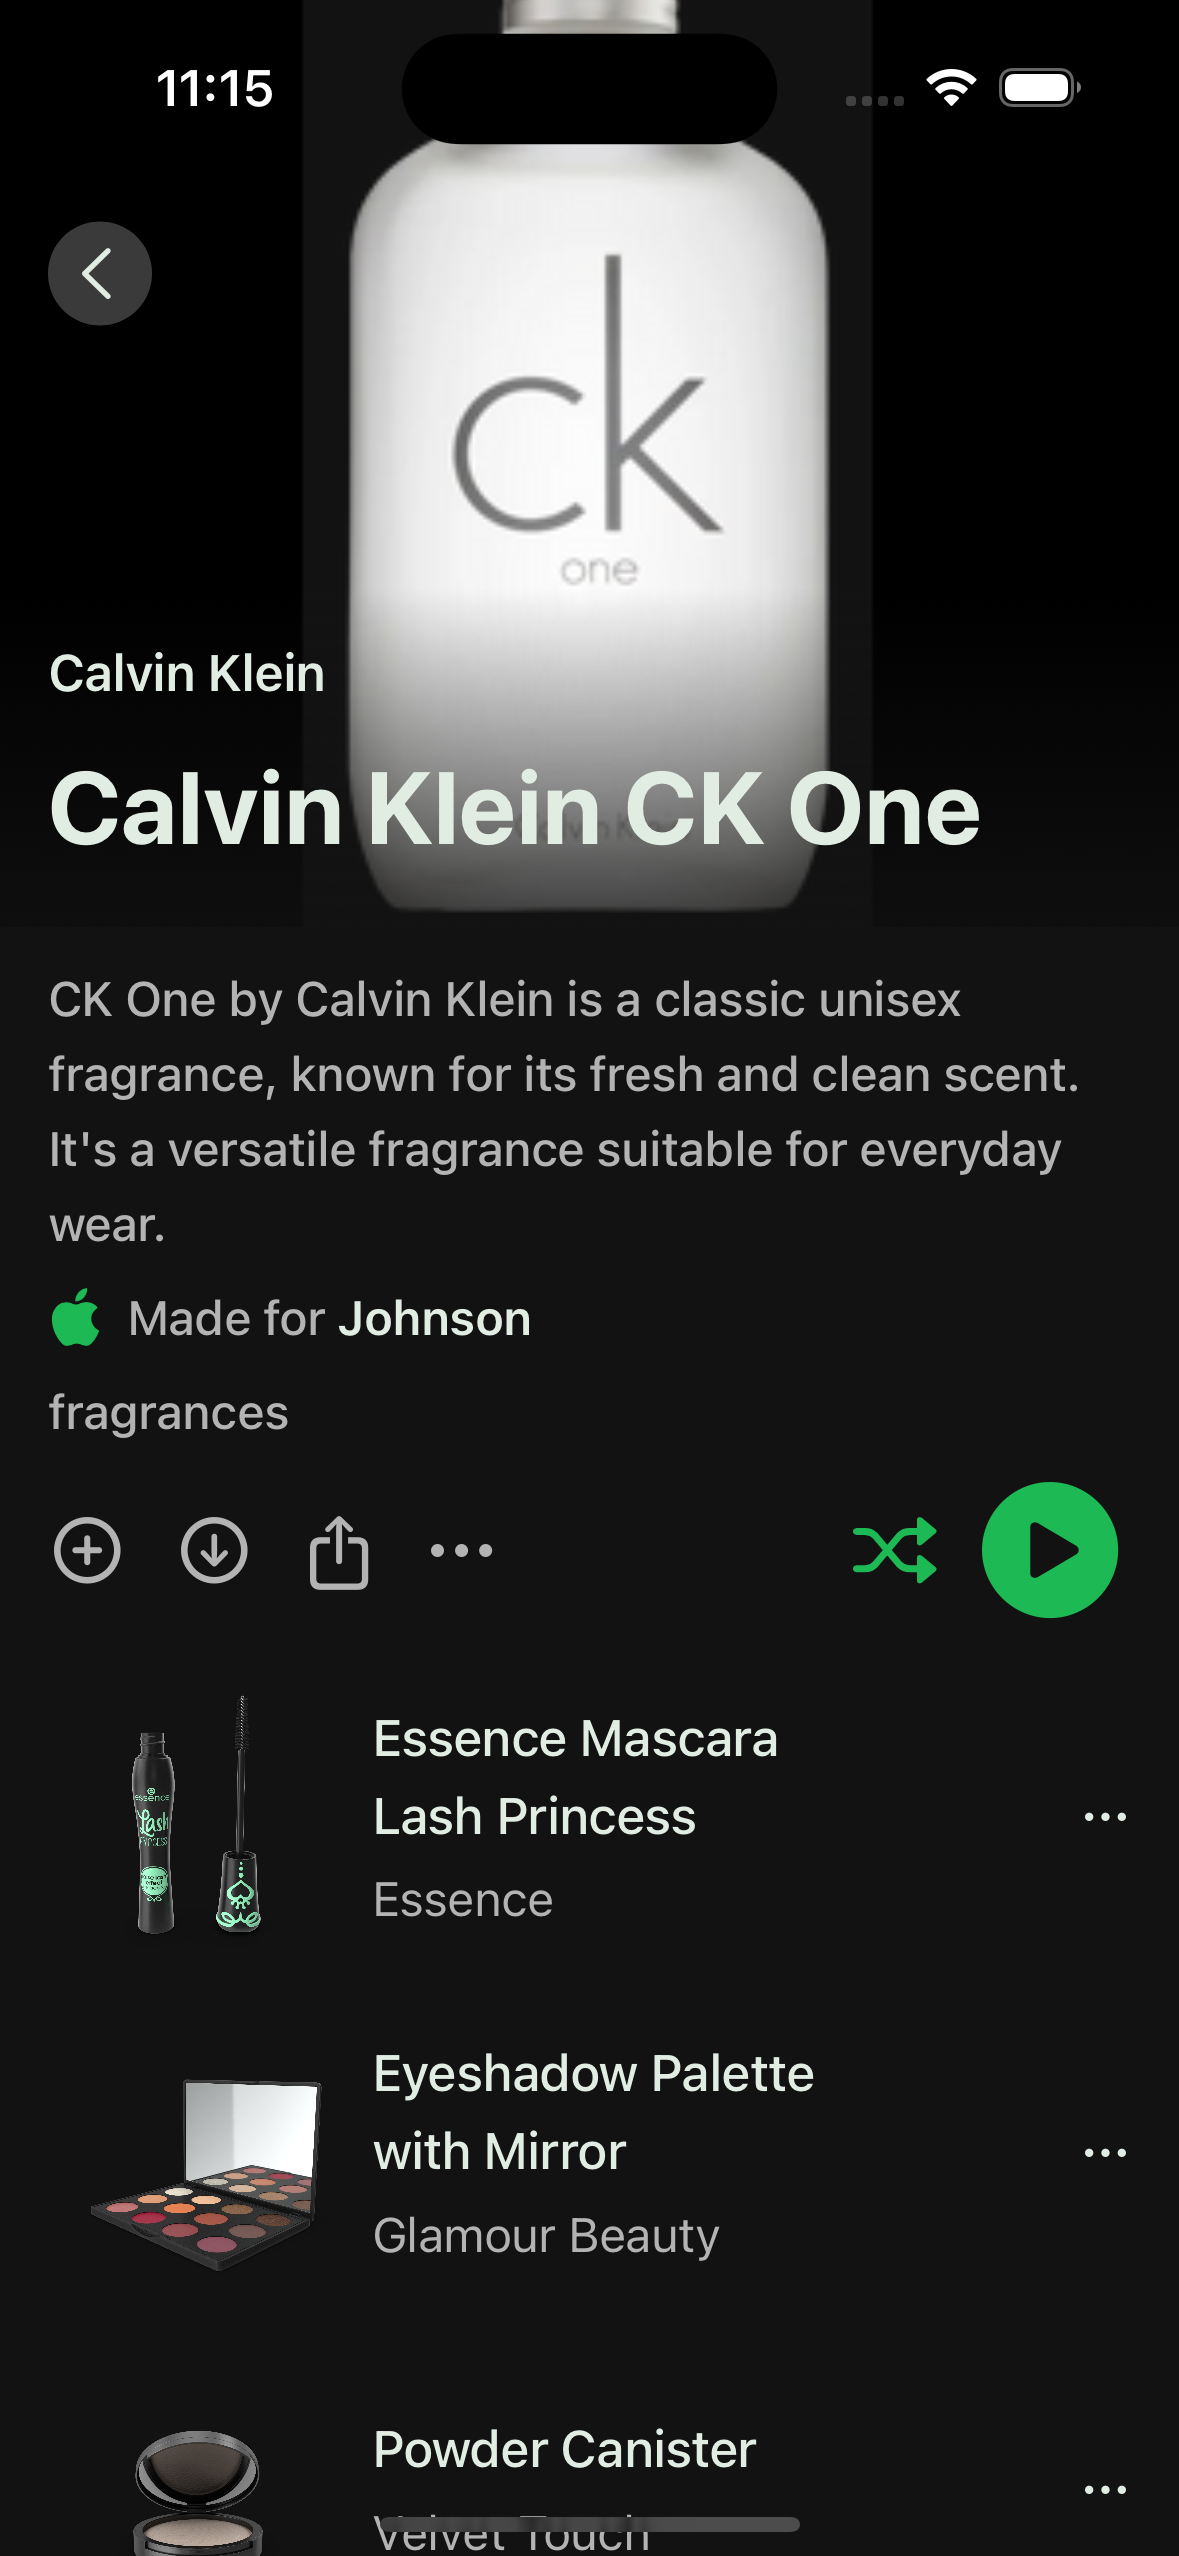 11:15
ck
one
Calvin Klein
Calvin Klein CK One
CK One by Calvin Klein is a classic unisex
fragrance, known for its fresh and clean scent.
It's a versatile fragrance suitable for everyday
wear.
Made for Johnson
fragrances
essence
Lash
PRINCESS
Essence Mascara
Lash Princess
Essence
Eyeshadow Palette
with Mirror
Glamour Beauty
Powder Canister
Velvet Touch